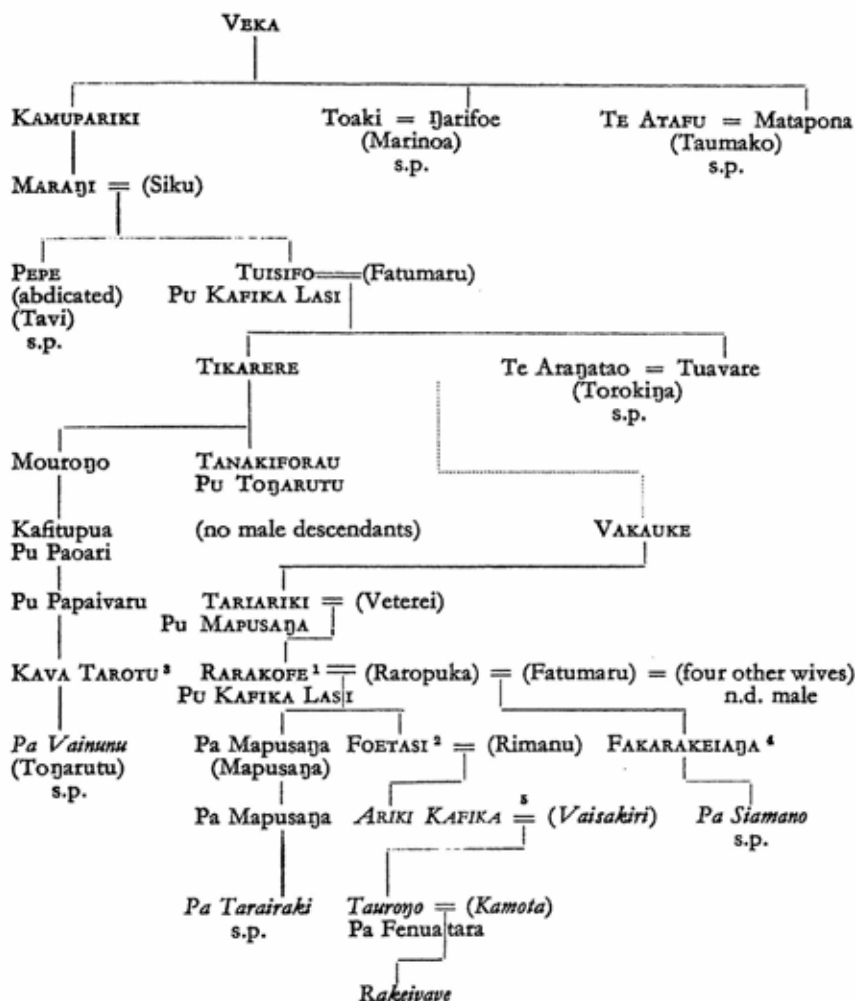 VEKA
KAMUPARIKI Toaki = Ŋarifoe TE ATAFU = Matapona
(Marinoa) (Taumako)
s.p. s.p.
MARAŊI = (Siku)
PEPE TUISIFO = (Fatumaru)
(abdicated) PU KAFIKA LASI
(Tavi)
s.p.
TIKARERE Te Araŋatao = Tuavare
(Torokiŋa)
s.p.
Mouroŋo TANAKIFORAU
PU TOŊARUTU
Kafitupua (no male descendants) VAKAUKE
Pu Paoari
Pu Papaivaru TARIARIKI = (Veterei)
PU MAPUSAŊA
KAVA TAROTU ³ RARAKOFE ¹ = (Raropuka) = (Fatumaru) = (four other wives)
PU KAFIKA LASI n.d. male
Pa Vainunu Pa Mapusaŋa FOETASI ² = (Rimanu) FAKARAKEIAŊA ⁴
(Toŋarutu) (Mapusaŋa)
s.p.
Pa Mapusaŋa ARIKI KAFIKA ⁵ = (Vaisakiri) Pa Siamano
s.p.
Pa Tarairaki Tauroŋo = (Kamota)
s.p. Pa Fenuatara
Rakeivave